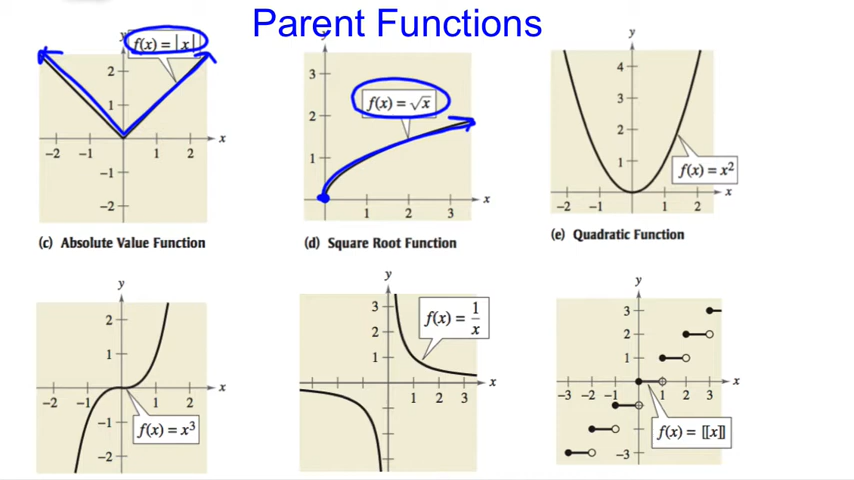 Parent Functions
y
f(x) = |x|
2
1
x
−2 −1 1 2
−1
−2
(c) Absolute Value Function
y
3
f(x) = √x
2
1
x
1 2 3
(d) Square Root Function
y
4
3
2
1
f(x) = x²
x
−2 −1 1 2
(e) Quadratic Function
y
2
1
x
−2 −1 1 2
−1
f(x) = x³
−2
y
3
f(x) = 1/x
2
1
x
1 2 3
y
3
2
1
x
−3 −2 −1 1 2 3
f(x) = [[x]]
−3